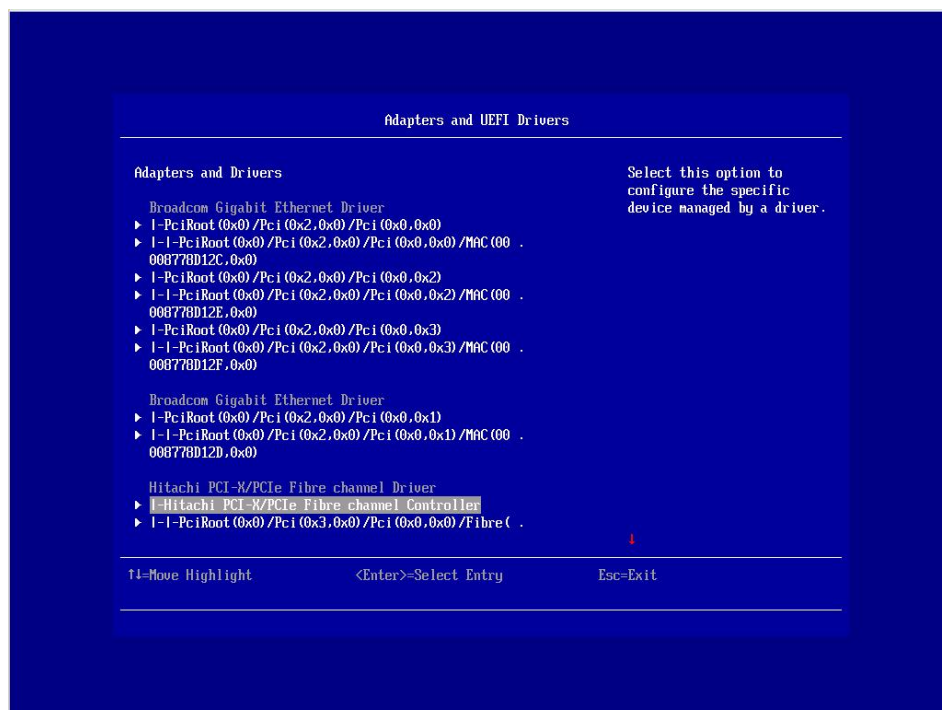 Adapters and UEFI Drivers
Adapters and Drivers
Broadcom Gigabit Ethernet Driver
▶ |-PciRoot(0x0)/Pci(0x2,0x0)/Pci(0x0,0x0)
▶ |-|-PciRoot(0x0)/Pci(0x2,0x0)/Pci(0x0,0x0)/MAC(00 .
008778D12C,0x0)
▶ |-PciRoot(0x0)/Pci(0x2,0x0)/Pci(0x0,0x2)
▶ |-|-PciRoot(0x0)/Pci(0x2,0x0)/Pci(0x0,0x2)/MAC(00 .
008778D12E,0x0)
▶ |-PciRoot(0x0)/Pci(0x2,0x0)/Pci(0x0,0x3)
▶ |-|-PciRoot(0x0)/Pci(0x2,0x0)/Pci(0x0,0x3)/MAC(00 .
008778D12F,0x0)
Broadcom Gigabit Ethernet Driver
▶ |-PciRoot(0x0)/Pci(0x2,0x0)/Pci(0x0,0x1)
▶ |-|-PciRoot(0x0)/Pci(0x2,0x0)/Pci(0x0,0x1)/MAC(00 .
008778D12D,0x0)
Hitachi PCI-X/PCIe Fibre channel Driver
▶ |-Hitachi PCI-X/PCIe Fibre channel Controller
▶ |-|-PciRoot(0x0)/Pci(0x3,0x0)/Pci(0x0,0x0)/Fibre( .
Select this option to
configure the specific
device managed by a driver.
↓
↑↓=Move Highlight <Enter>=Select Entry Esc=Exit